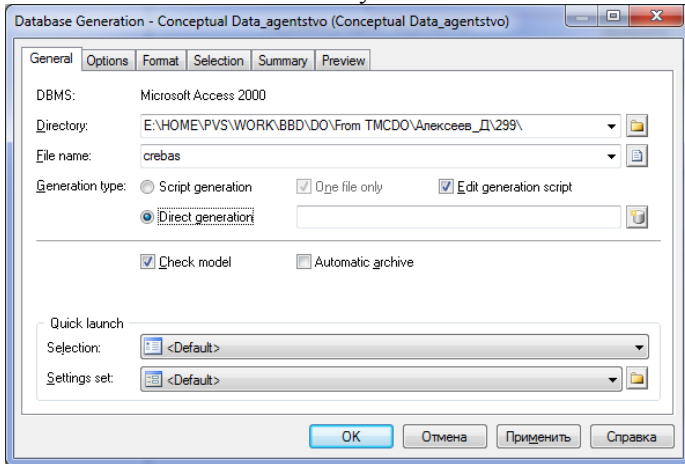 Database Generation - Conceptual Data_agentstvo (Conceptual Data_agentstvo)
General Options Format Selection Summary Preview
DBMS: Microsoft Access 2000
Directory: E:\HOME\PVS\WORK\BBD\DO\From TMCDO\Алексеев_Д\299\
File name: crebas
Generation type: Script generation One file only Edit generation script
Direct generation
Check model Automatic archive
Quick launch
Selection: <Default>
Settings set: <Default>
OK Отмена Применить Справка